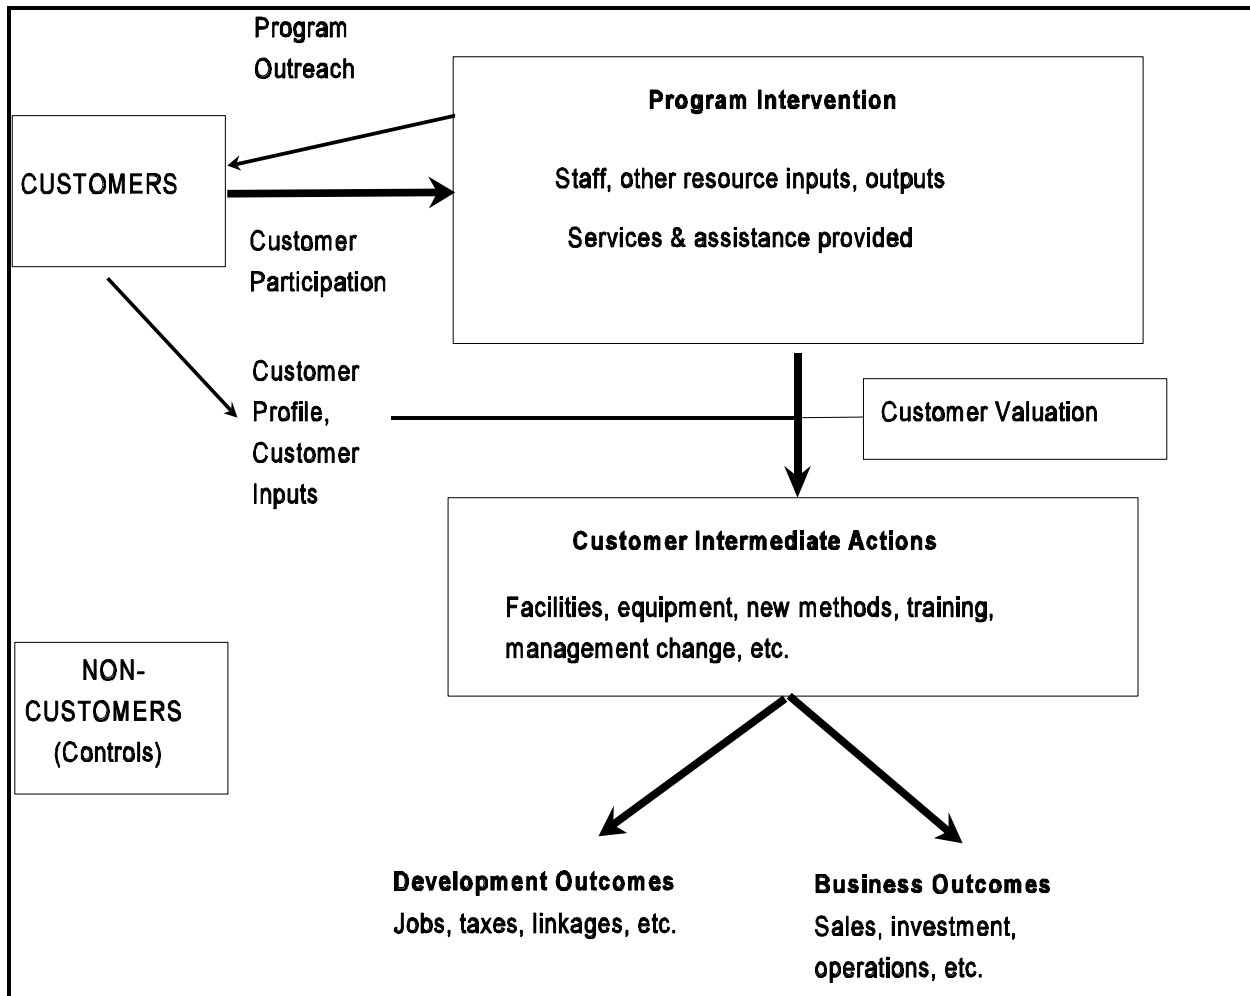 Program
Outreach
Program Intervention
CUSTOMERS
Staff, other resource inputs, outputs
Services & assistance provided
Customer
Participation
Customer
Profile,
Customer
Inputs
Customer Valuation
Customer Intermediate Actions
Facilities, equipment, new methods, training,
management change, etc.
NON-
CUSTOMERS
(Controls)
Development Outcomes
Jobs, taxes, linkages, etc.
Business Outcomes
Sales, investment,
operations, etc.